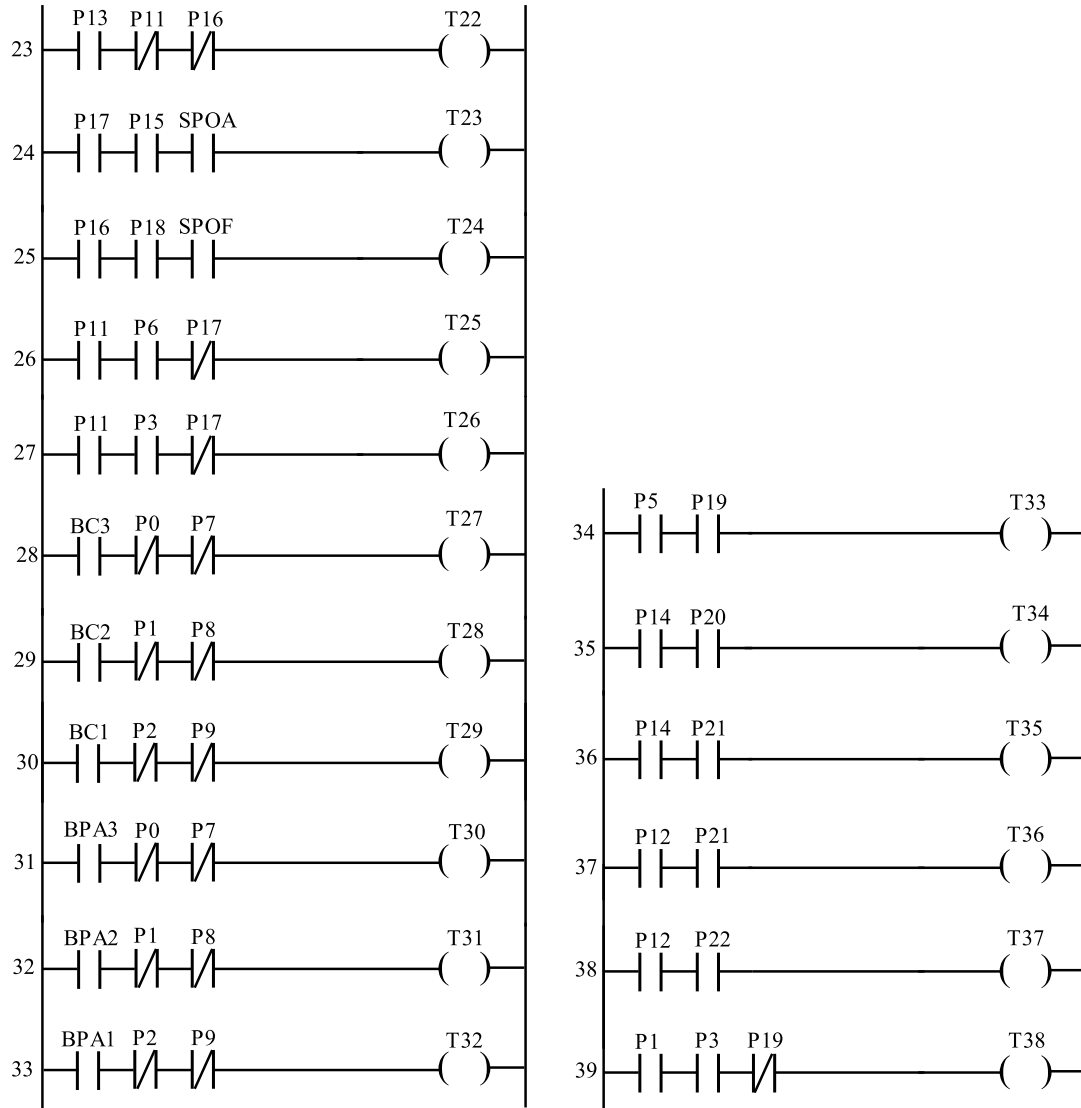 P13 P11 P16 T22
23
P17 P15 SPOA T23
24
P16 P18 SPOF T24
25
P11 P6 P17 T25
26
P11 P3 P17 T26
27
BC3 P0 P7 T27
28
BC2 P1 P8 T28
29
BC1 P2 P9 T29
30
BPA3 P0 P7 T30
31
BPA2 P1 P8 T31
32
BPA1 P2 P9 T32
33
P5 P19 T33
34
P14 P20 T34
35
P14 P21 T35
36
P12 P21 T36
37
P12 P22 T37
38
P1 P3 P19 T38
39